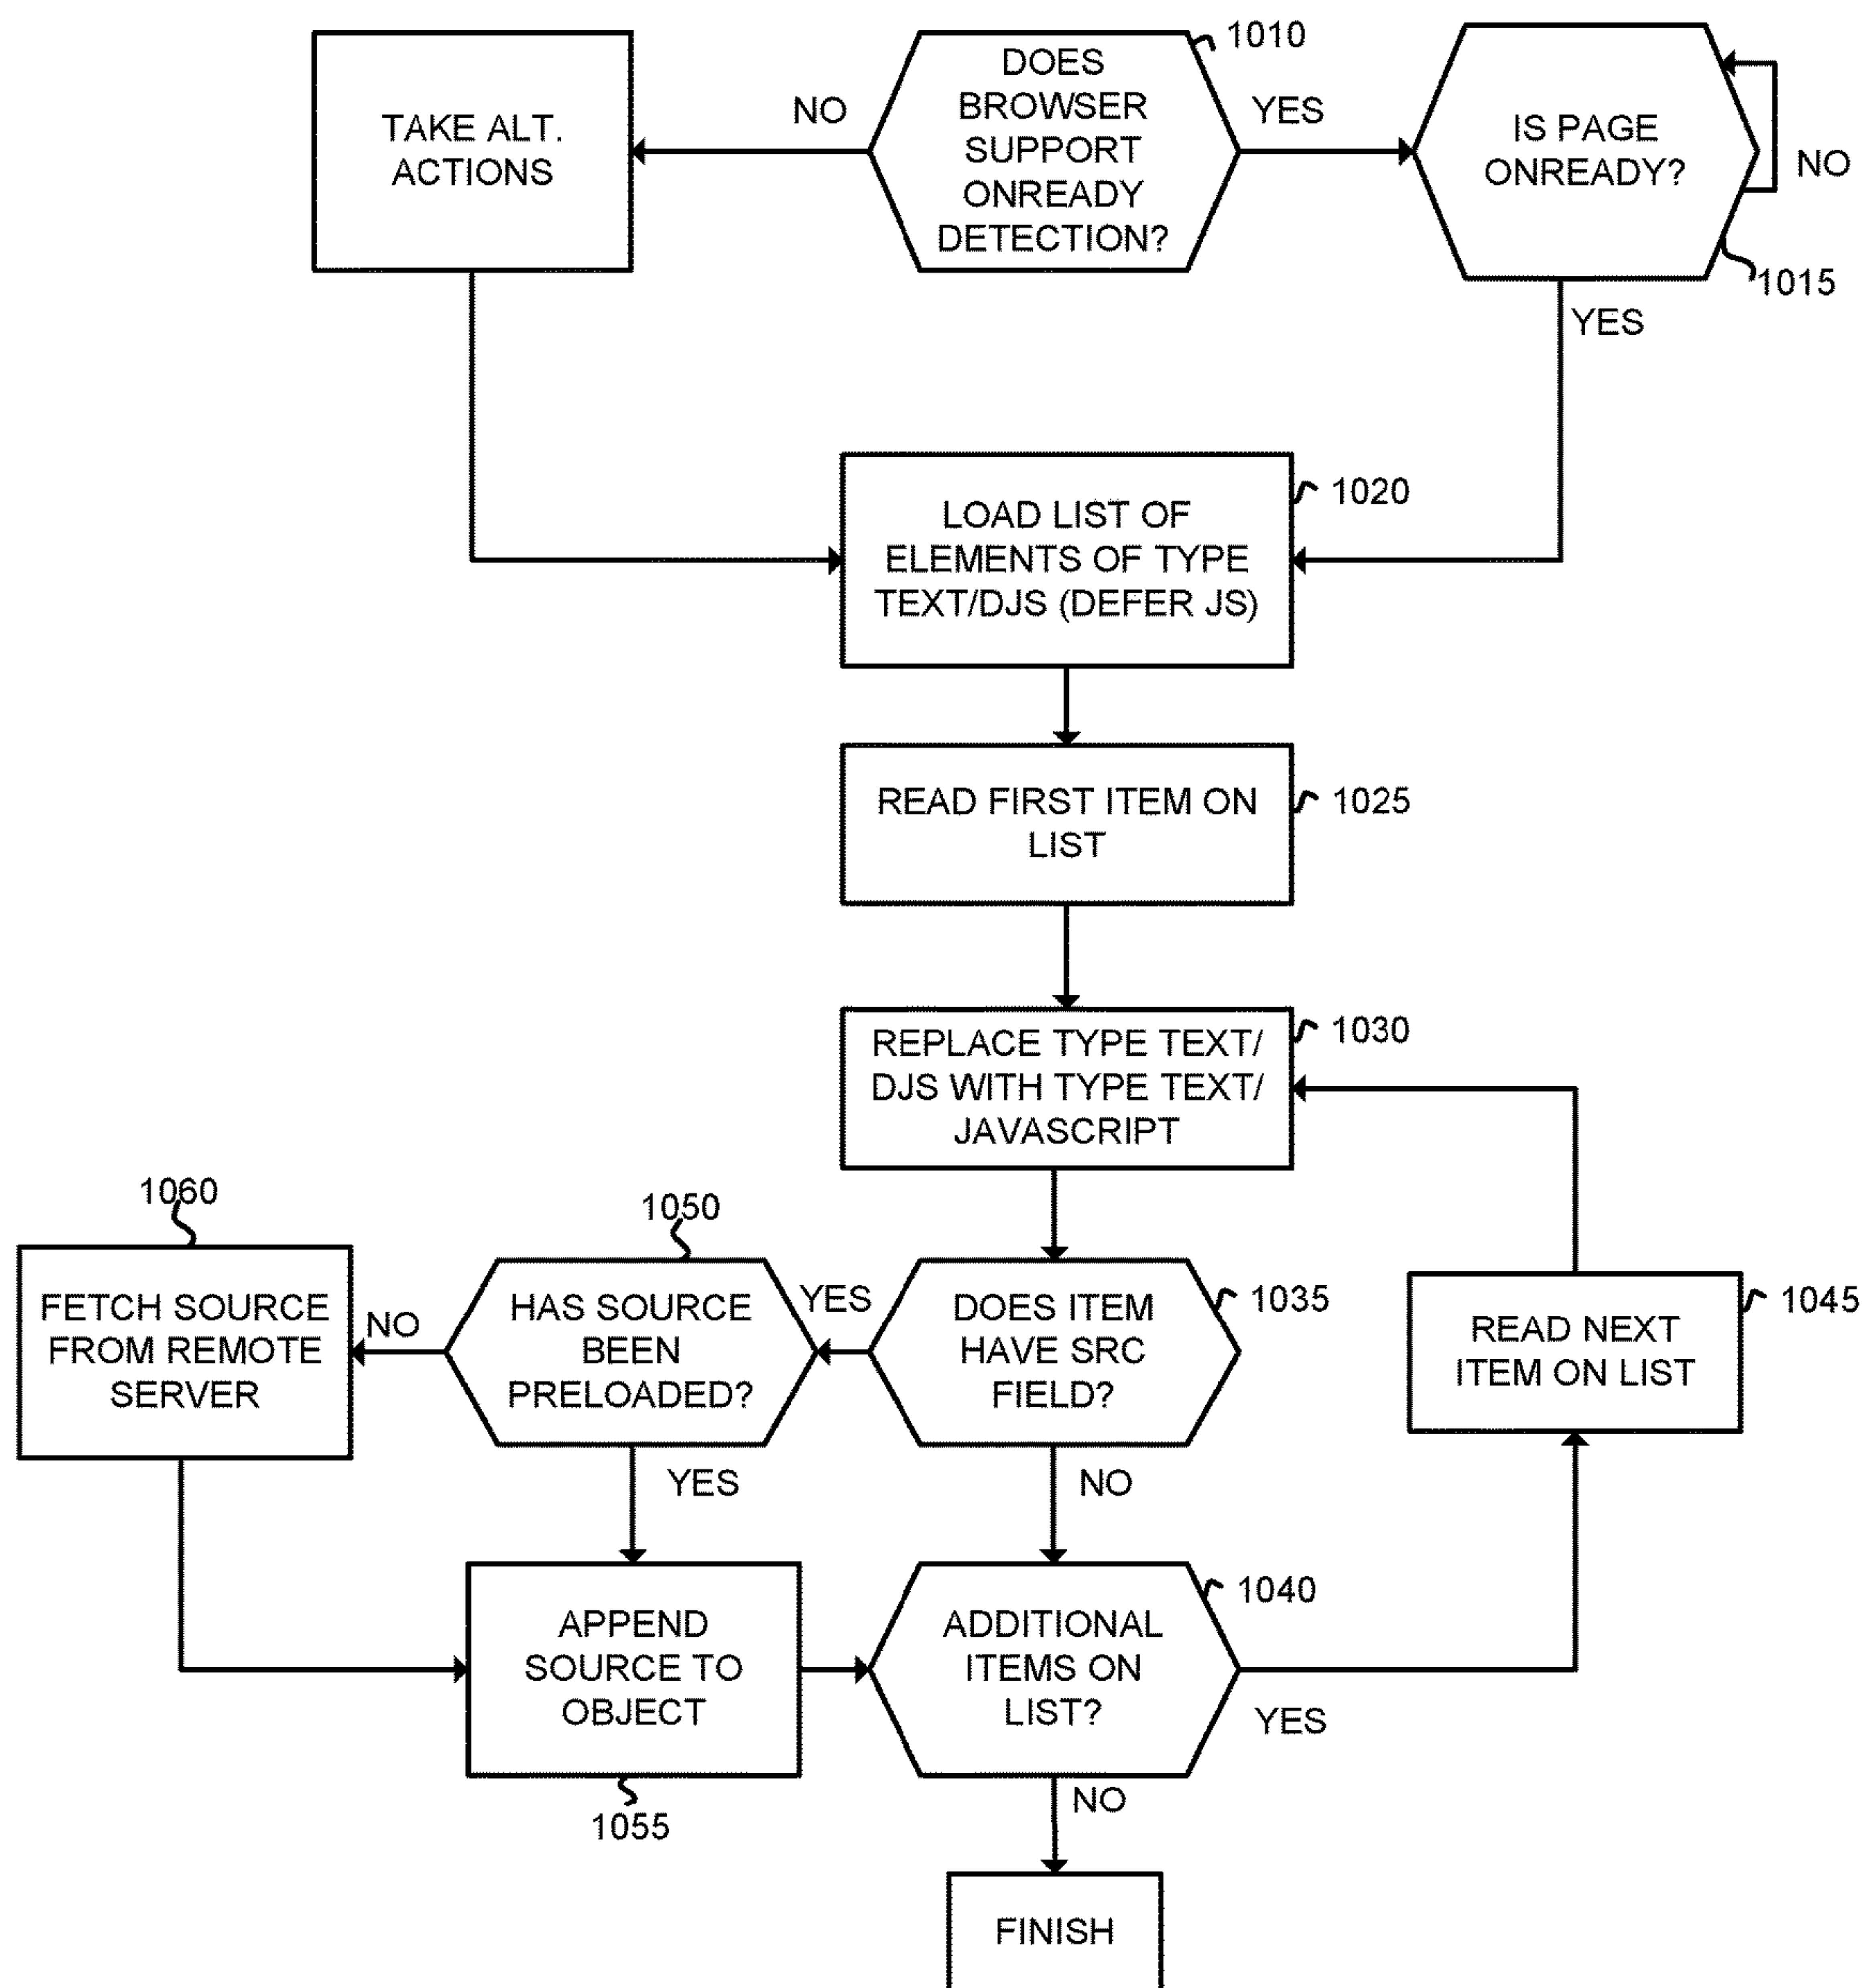 TAKE ALT.
ACTIONS
NO
DOES
BROWSER
SUPPORT
ONREADY
DETECTION?
1010
YES
IS PAGE
ONREADY?
NO
1015
YES
LOAD LIST OF
ELEMENTS OF TYPE
TEXT/DJS (DEFER JS)
1020
READ FIRST ITEM ON
LIST
1025
REPLACE TYPE TEXT/
DJS WITH TYPE TEXT/
JAVASCRIPT
1030
1060
FETCH SOURCE
FROM REMOTE
SERVER
NO
1050
HAS SOURCE
BEEN
PRELOADED?
YES
DOES ITEM
HAVE SRC
FIELD?
1035
READ NEXT
ITEM ON LIST
1045
YES
NO
APPEND
SOURCE TO
OBJECT
1055
ADDITIONAL
ITEMS ON
LIST?
1040
YES
NO
FINISH